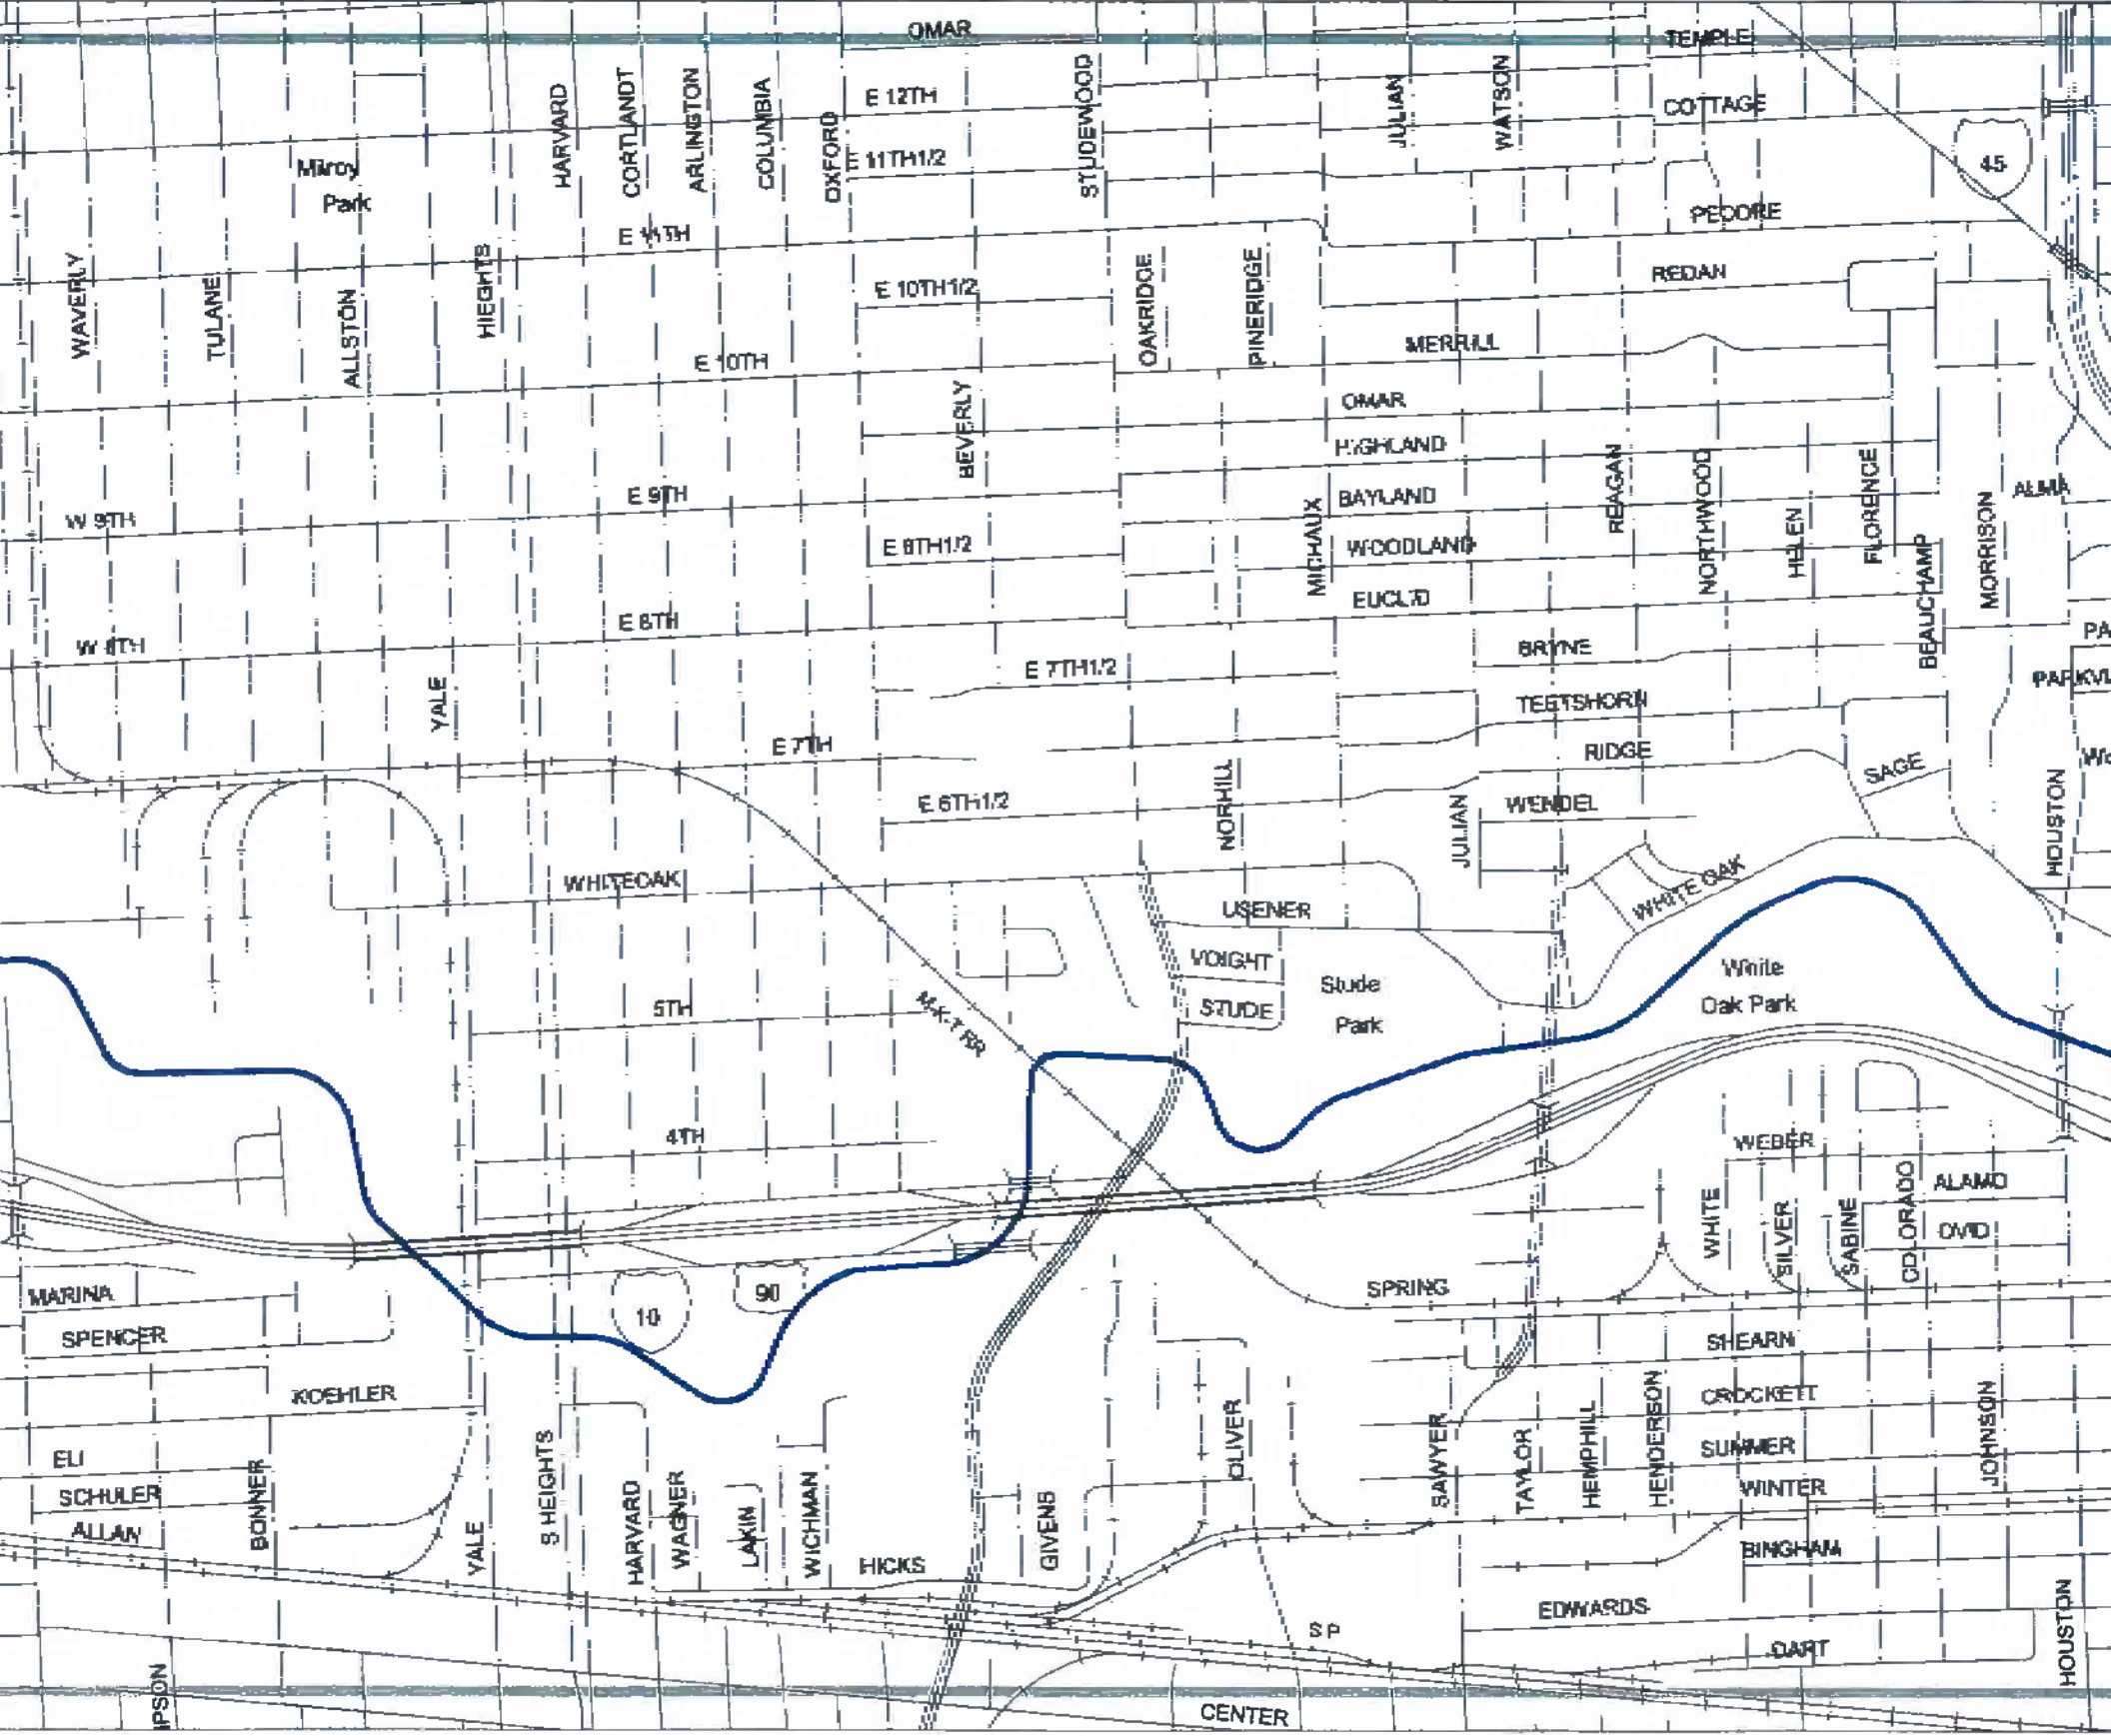 OMAR
TEMPLE
E 12TH
COTTAGE
HARVARD
CORTLANDT
ARLINGTON
COLUMBIA
OXFORD
STUDEWOOD
JULIAN
WATSON
E 11TH1/2
45
Milroy
Park
PECORE
E 11TH
REDAN
WAVERLY
TULANE
ALLSTON
HIEGHTS
E 10TH1/2
OAKRIDGE
PINERIDGE
MERRILL
E 10TH
OMAR
BEVERLY
HIGHLAND
E 9TH
BAYLAND
REAGAN
NORTHWOOD
FLORENCE
ALMA
W 9TH
MICHAUX
HELEN
MORRISON
E 8TH1/2
WOODLAND
BEAUCHAMP
EUCLID
E 8TH
W 8TH
BRYNE
PA
E 7TH1/2
PARKVI
YALE
TEETSHORN
E 7TH
RIDGE
WO
SAGE
E 6TH1/2
NORHILL
JULIAN
WENDEL
HOUSTON
WHITEOAK
WHITE OAK
USENER
VOIGHT
White
Oak Park
Stude
Park
5TH
STUDE
M.K.T RR
4TH
WEBER
WHITE
SILVER
SABINE
COLORADO
ALAMO
OVID
MARINA
10
90
SPRING
SPENCER
SHEARN
KOEHLER
CROCKETT
OLIVER
SAWYER
TAYLOR
HEMPHILL
HENDERSON
JOHNSON
ELI
SUMMER
SCHULER
WINTER
BONNER
YALE
S HEIGHTS
HARVARD
WAGNER
LAKIN
WICHMAN
GIVENS
ALLAN
HICKS
BINGHAM
EDWARDS
S P
DART
HOUSTON
IPSON
CENTER